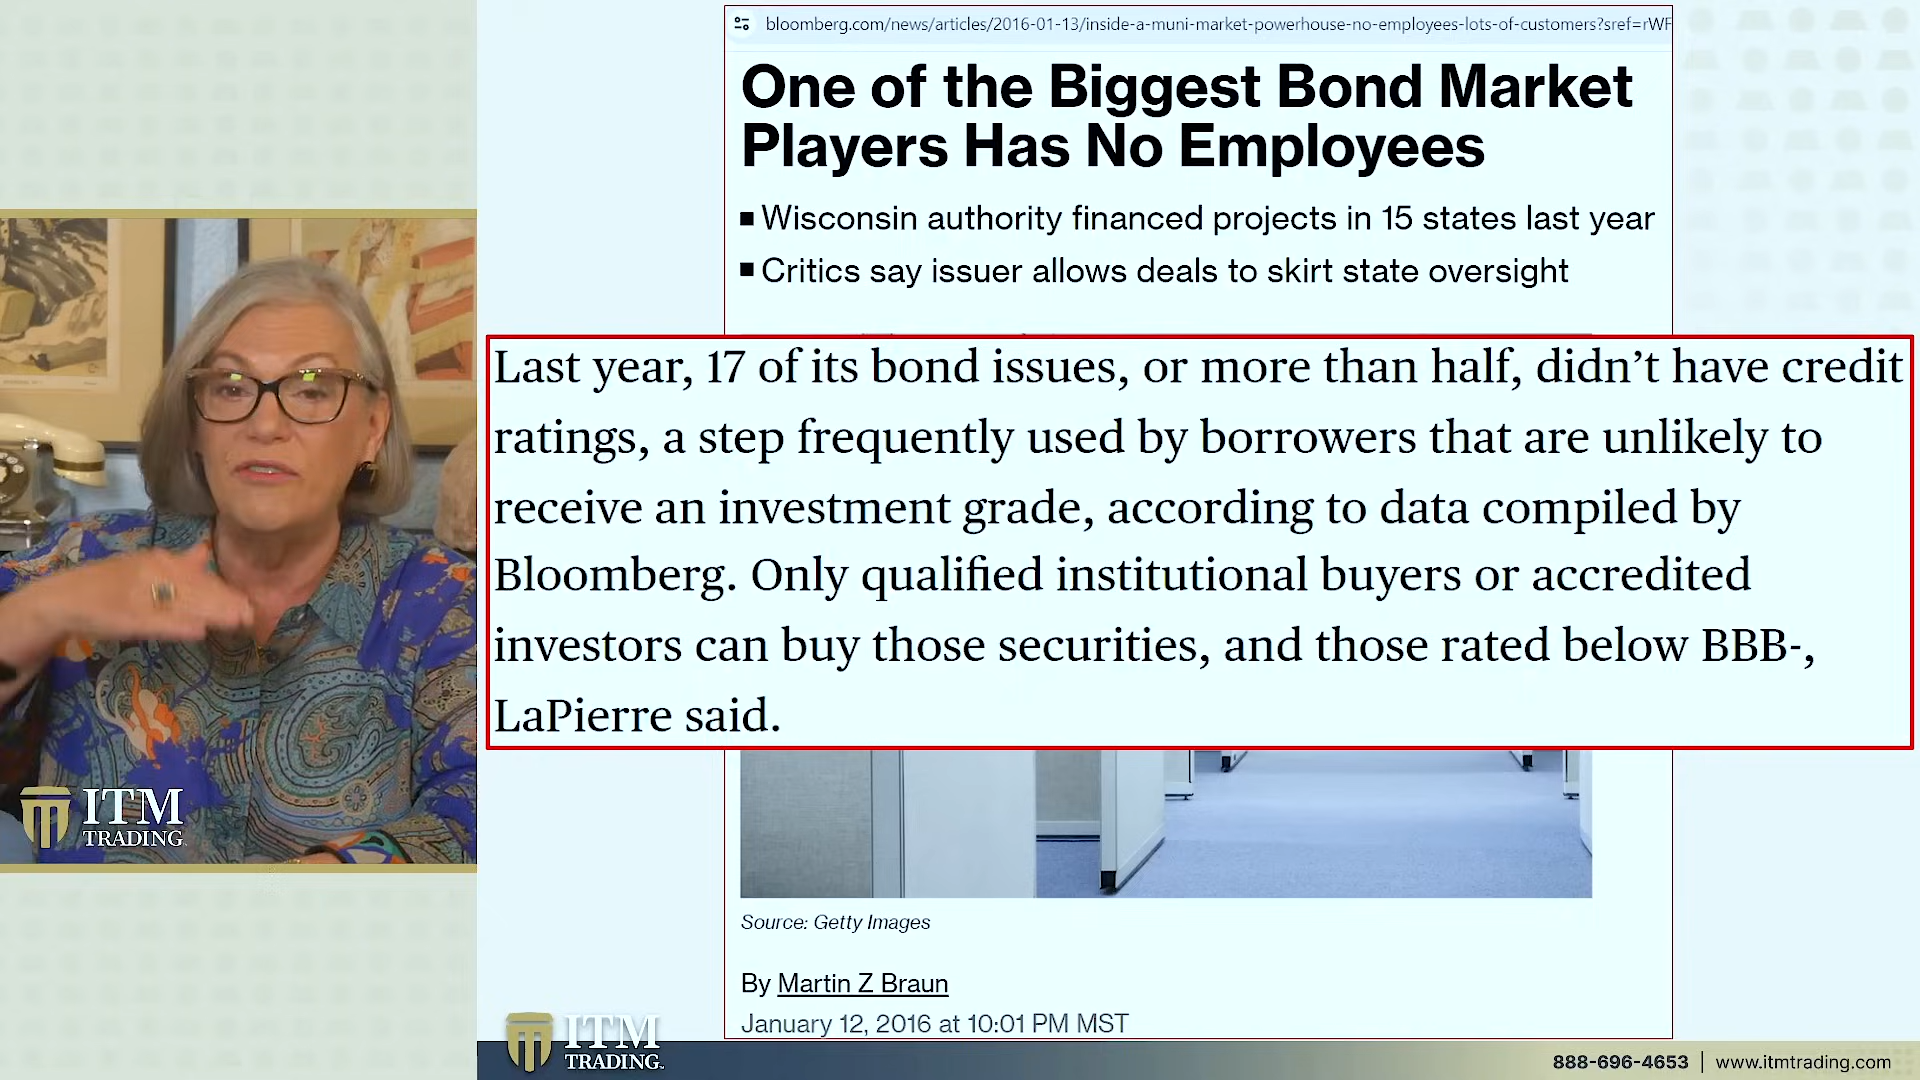 bloomberg.com/news/articles/2016-01-13/inside-a-muni-market-powerhouse-no-employees-lots-of-customers?sref=rWF
One of the Biggest Bond Market
Players Has No Employees
■ Wisconsin authority financed projects in 15 states last year
■ Critics say issuer allows deals to skirt state oversight
Last year, 17 of its bond issues, or more than half, didn’t have credit
ratings, a step frequently used by borrowers that are unlikely to
receive an investment grade, according to data compiled by
Bloomberg. Only qualified institutional buyers or accredited
investors can buy those securities, and those rated below BBB-,
LaPierre said.
ITM
TRADING
Source: Getty Images
By Martin Z Braun
January 12, 2016 at 10:01 PM MST
ITM
TRADING
888-696-4653 | www.itmtrading.com